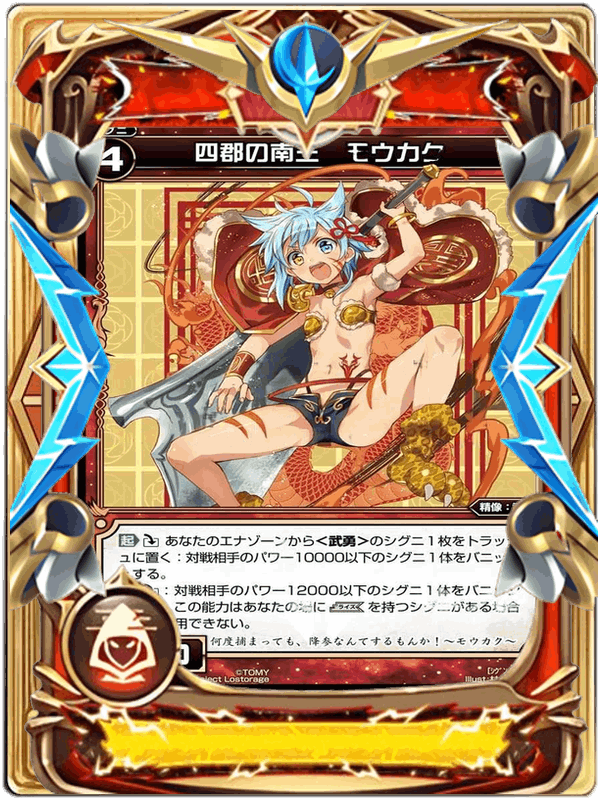 4
四郡の南王 モウカク
精像：
起 あなたのエナゾーンから<武勇>のシグニ１枚をトラッ
ュに置く：対戦相手のパワー10000以下のシグニ１体をバニッ
する。
：対戦相手のパワー12000以下のシグニ１体をバニ
この能力はあなたの場に ライズ を持つシグニがある場合
用できない。
何度捕まっても、降参なんてするもんか！～モウカク～
0
©TOMY
ject Lostorage
Illust: